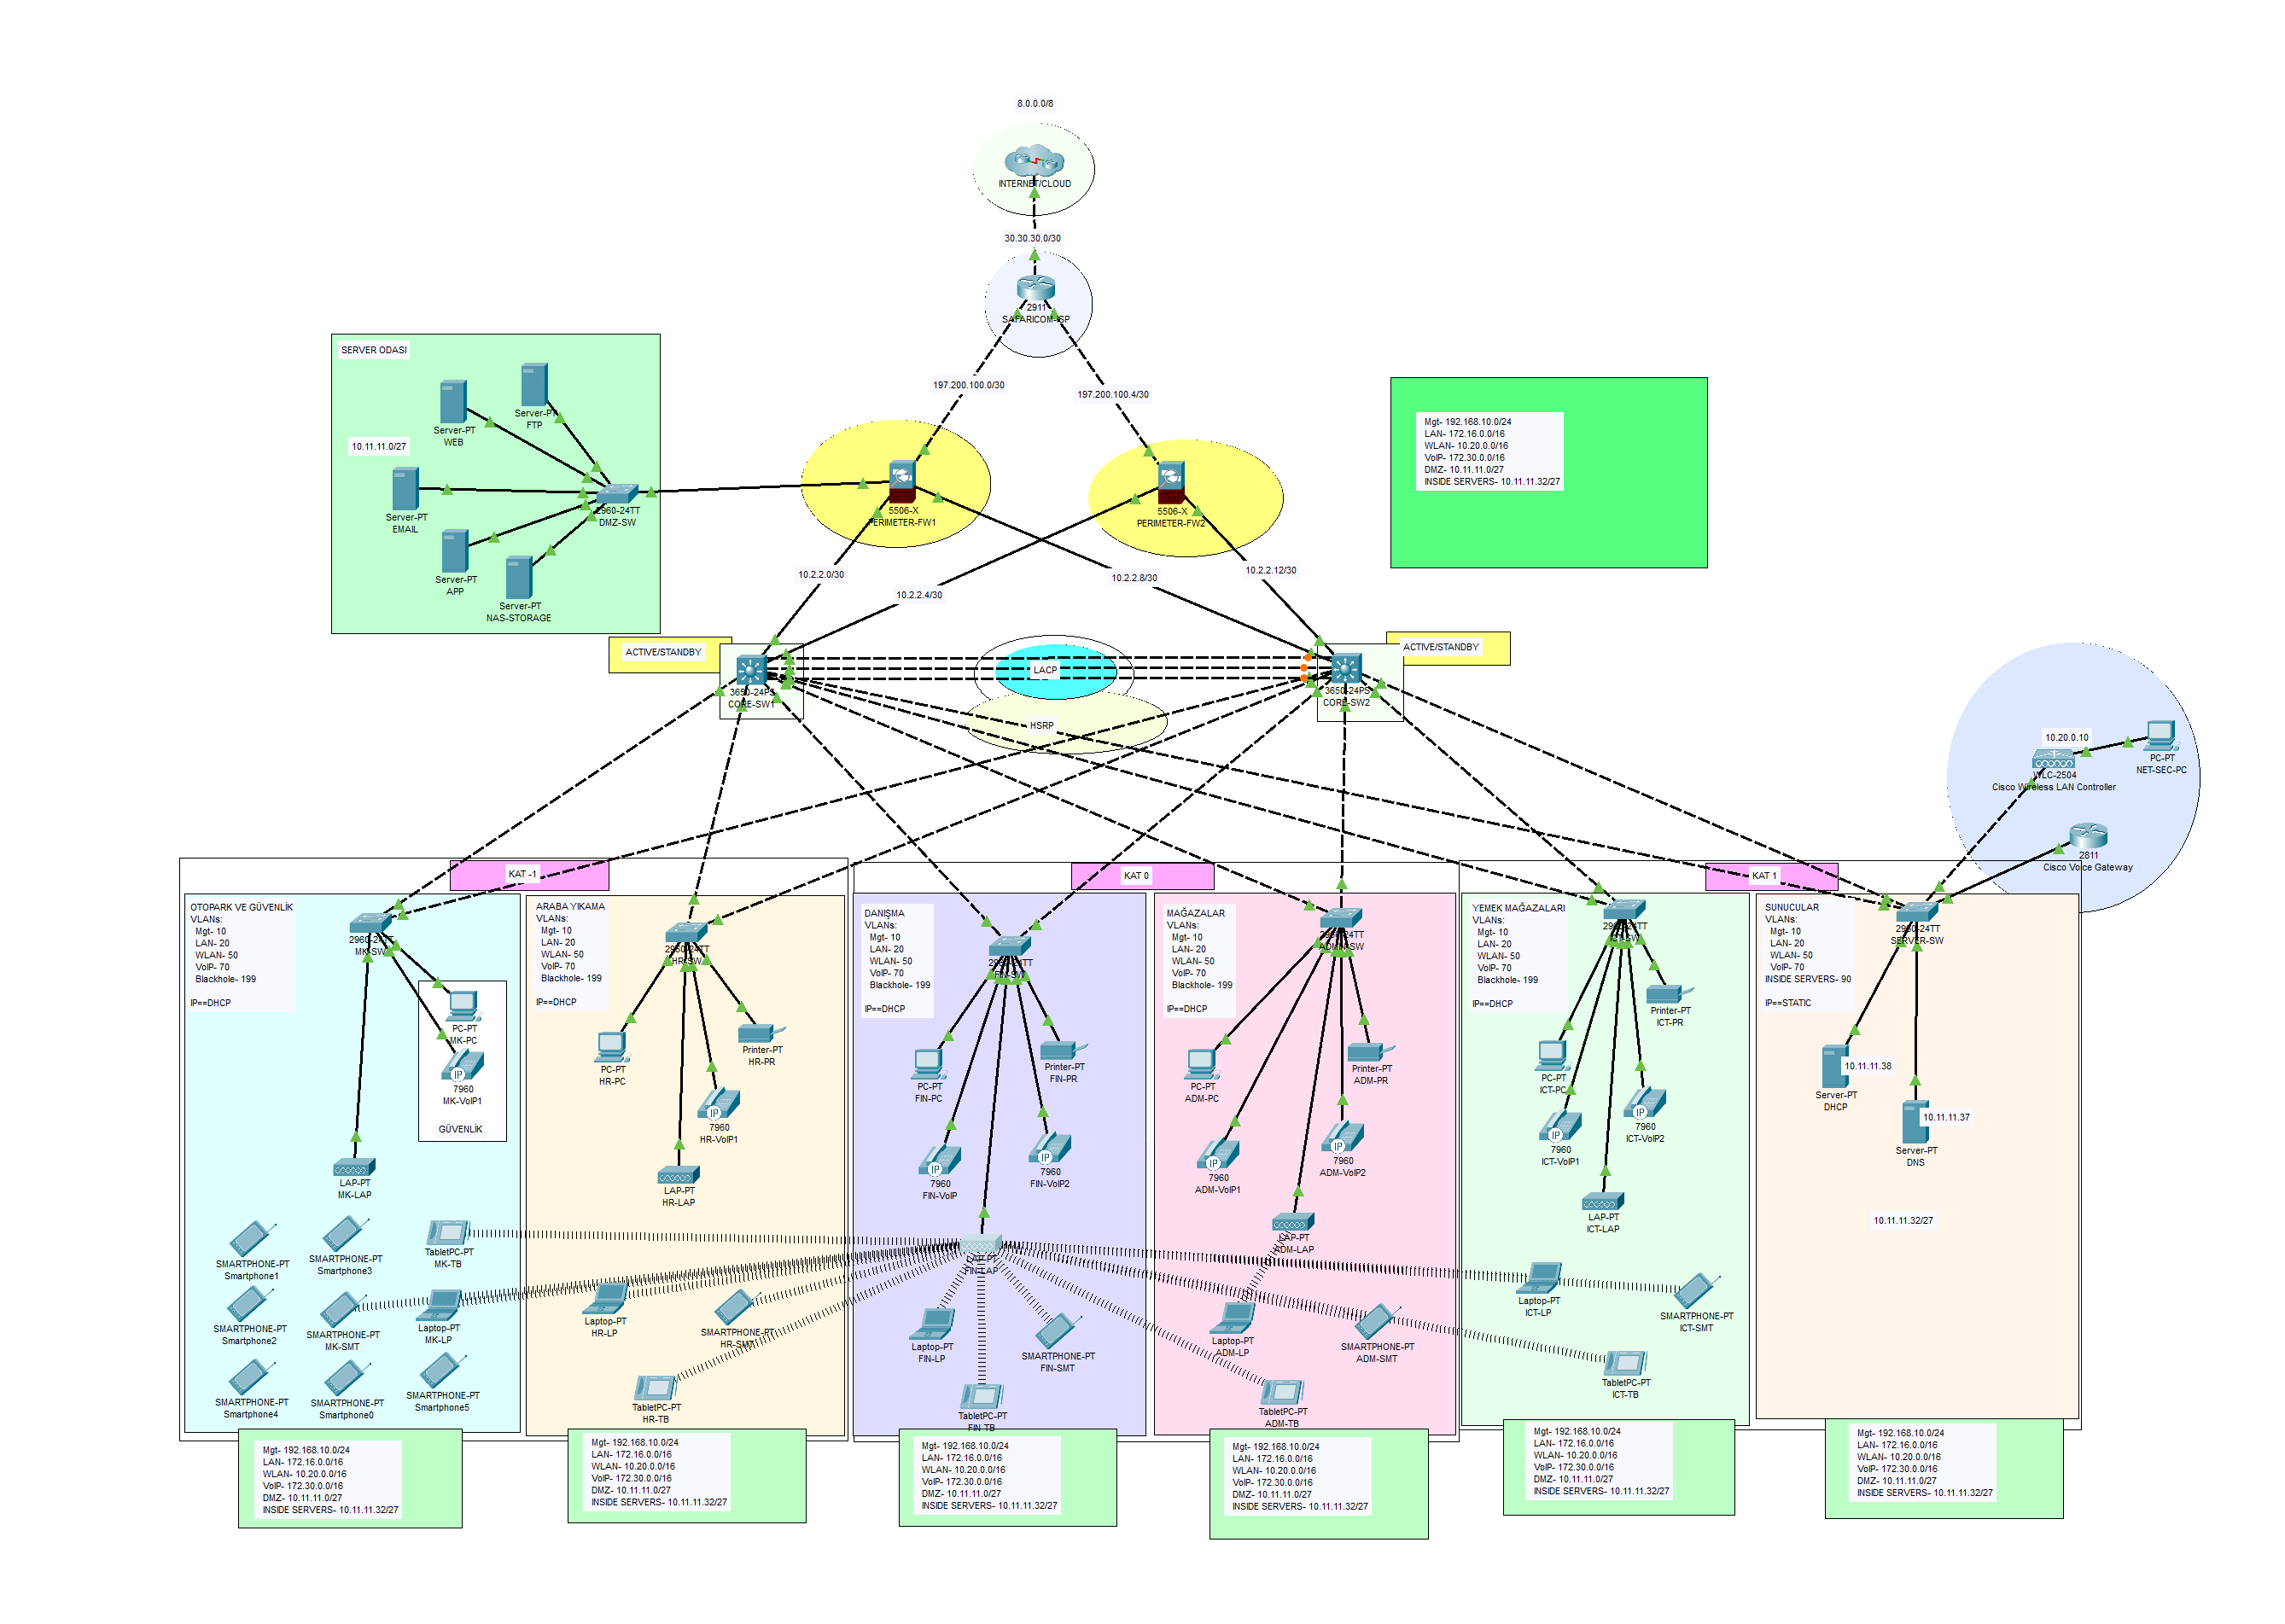 8.0.0.0/8
INTERNET/CLOUD
30.30.30.0/30
2911
SAFARICOM-ISP
197.200.100.0/30
197.200.100.4/30
SERVER ODASI
Server-PT
FTP
Server-PT
WEB
10.11.11.0/27
Server-PT
EMAIL
2960-24TT
DMZ-SW
Server-PT
APP
Server-PT
NAS-STORAGE
5506-X
PERIMETER-FW1
5506-X
PERIMETER-FW2
Mgt- 192.168.10.0/24
LAN- 172.16.0.0/16
WLAN- 10.20.0.0/16
VoIP- 172.30.0.0/16
DMZ- 10.11.11.0/27
INSIDE SERVERS- 10.11.11.32/27
10.2.2.0/30
10.2.2.4/30
10.2.2.8/30
10.2.2.12/30
ACTIVE/STANDBY
ACTIVE/STANDBY
3650-24PS
CORE-SW1
LACP
HSRP
3650-24PS
CORE-SW2
10.20.0.10
PC-PT
NET-SEC-PC
WLC-2504
Cisco Wireless LAN Controller
2811
Cisco Voice Gateway
KAT -1
KAT 0
KAT 1
OTOPARK VE GÜVENLİK
VLANs:
Mgt- 10
LAN- 20
WLAN- 50
VoIP- 70
Blackhole- 199
IP==DHCP
2960-24TT
MK-SW
PC-PT
MK-PC
7960
MK-VoIP1
GÜVENLİK
LAP-PT
MK-LAP
SMARTPHONE-PT
Smartphone1
SMARTPHONE-PT
Smartphone3
TabletPC-PT
MK-TB
SMARTPHONE-PT
Smartphone2
SMARTPHONE-PT
MK-SMT
Laptop-PT
MK-LP
SMARTPHONE-PT
Smartphone4
SMARTPHONE-PT
Smartphone0
SMARTPHONE-PT
Smartphone5
ARABA YIKAMA
VLANs:
Mgt- 10
LAN- 20
WLAN- 50
VoIP- 70
Blackhole- 199
IP==DHCP
2960-24TT
HR-SW
PC-PT
HR-PC
Printer-PT
HR-PR
7960
HR-VoIP1
LAP-PT
HR-LAP
Laptop-PT
HR-LP
SMARTPHONE-PT
HR-SMT
TabletPC-PT
HR-TB
DANIŞMA
VLANs:
Mgt- 10
LAN- 20
WLAN- 50
VoIP- 70
Blackhole- 199
IP==DHCP
2960-24TT
FIN-SW
PC-PT
FIN-PC
Printer-PT
FIN-PR
7960
FIN-VoIP
7960
FIN-VoIP2
LAP-PT
FIN-LAP
Laptop-PT
FIN-LP
SMARTPHONE-PT
FIN-SMT
TabletPC-PT
FIN-TB
MAĞAZALAR
VLANs:
Mgt- 10
LAN- 20
WLAN- 50
VoIP- 70
Blackhole- 199
IP==DHCP
2960-24TT
PC-PT
ADM-PC
Printer-PT
ADM-PR
7960
ADM-VoIP1
7960
ADM-VoIP2
LAP-PT
ADM-LAP
Laptop-PT
ADM-LP
SMARTPHONE-PT
ADM-SMT
TabletPC-PT
ADM-TB
YEMEK MAĞAZALARI
VLANs:
Mgt- 10
LAN- 20
WLAN- 50
VoIP- 70
Blackhole- 199
IP==DHCP
2960-24TT
Printer-PT
ICT-PR
PC-PT
ICT-PC
7960
ICT-VoIP1
7960
ICT-VoIP2
LAP-PT
ICT-LAP
Laptop-PT
ICT-LP
SMARTPHONE-PT
ICT-SMT
TabletPC-PT
ICT-TB
SUNUCULAR
VLANs:
Mgt- 10
LAN- 20
WLAN- 50
VoIP- 70
INSIDE SERVERS- 90
IP==STATIC
2960-24TT
SERVER-SW
10.11.11.38
Server-PT
DHCP
10.11.11.37
Server-PT
DNS
10.11.11.32/27
Mgt- 192.168.10.0/24
LAN- 172.16.0.0/16
WLAN- 10.20.0.0/16
VoIP- 172.30.0.0/16
DMZ- 10.11.11.0/27
INSIDE SERVERS- 10.11.11.32/27
Mgt- 192.168.10.0/24
LAN- 172.16.0.0/16
WLAN- 10.20.0.0/16
VoIP- 172.30.0.0/16
DMZ- 10.11.11.0/27
INSIDE SERVERS- 10.11.11.32/27
Mgt- 192.168.10.0/24
LAN- 172.16.0.0/16
WLAN- 10.20.0.0/16
VoIP- 172.30.0.0/16
DMZ- 10.11.11.0/27
INSIDE SERVERS- 10.11.11.32/27
Mgt- 192.168.10.0/24
LAN- 172.16.0.0/16
WLAN- 10.20.0.0/16
VoIP- 172.30.0.0/16
DMZ- 10.11.11.0/27
INSIDE SERVERS- 10.11.11.32/27
Mgt- 192.168.10.0/24
LAN- 172.16.0.0/16
WLAN- 10.20.0.0/16
VoIP- 172.30.0.0/16
DMZ- 10.11.11.0/27
INSIDE SERVERS- 10.11.11.32/27
Mgt- 192.168.10.0/24
LAN- 172.16.0.0/16
WLAN- 10.20.0.0/16
VoIP- 172.30.0.0/16
DMZ- 10.11.11.0/27
INSIDE SERVERS- 10.11.11.32/27